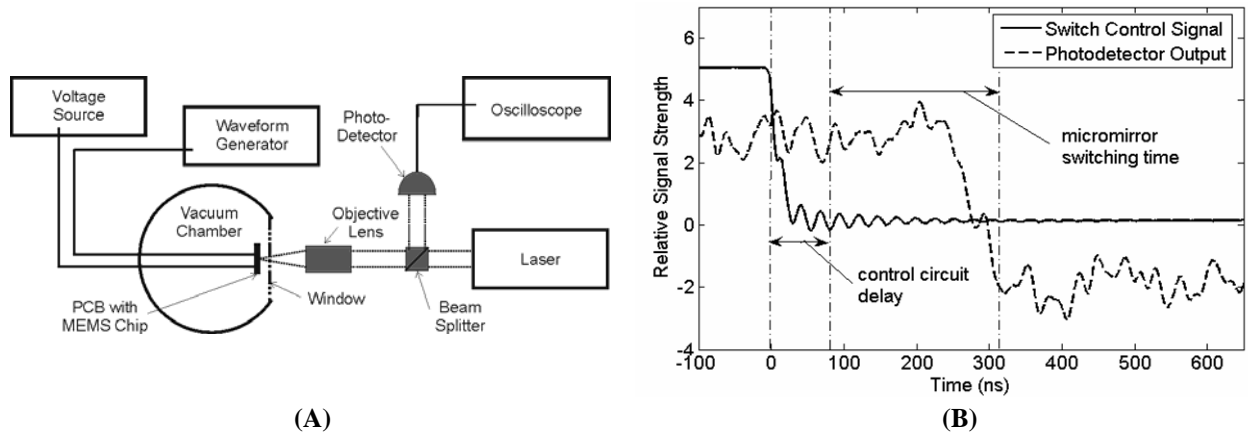 Voltage
Source
Waveform
Generator
Photo-
Detector
Oscilloscope
Vacuum
Chamber
Objective
Lens
Laser
PCB with
MEMS Chip
Window
Beam
Splitter
(A)
Switch Control Signal
Photodetector Output
micromirror
switching time
control circuit
delay
Relative Signal Strength
6
4
2
0
-2
-4
-100 0 100 200 300 400 500 600
Time (ns)
(B)